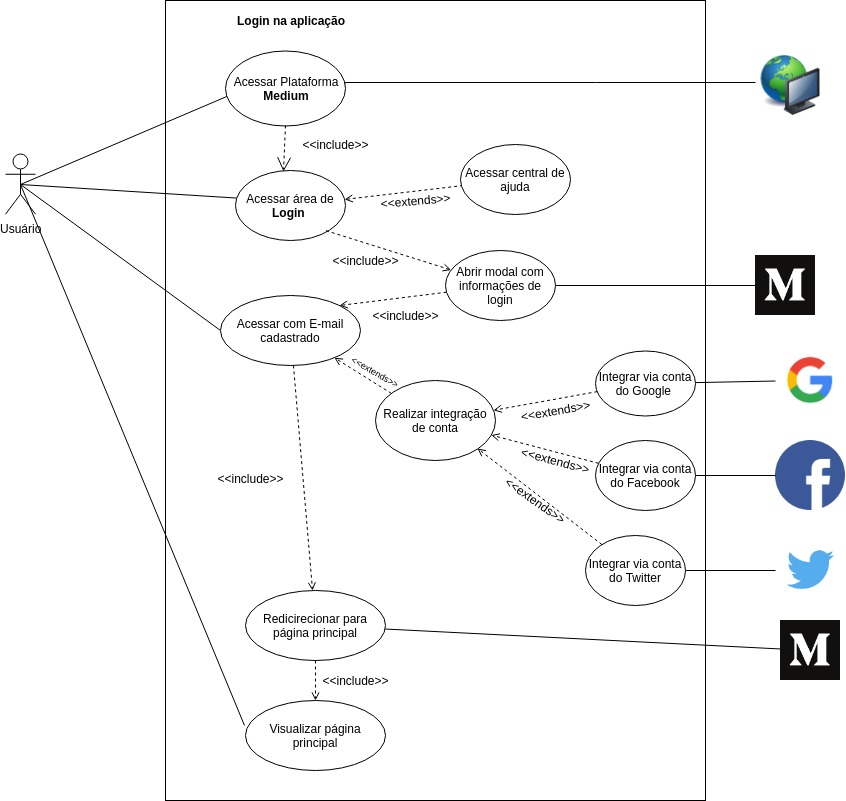 Login na aplicação
Acessar Plataforma
Medium
<<include>>
Acessar área de
Login
Acessar central de
ajuda
<<extends>>
Usuário
<<include>>
Abrir modal com
informações de
login
M
<<include>>
Acessar com E-mail
cadastrado
<<extends>>
Realizar integração
de conta
Integrar via conta
do Google
G
<<extends>>
Integrar via conta
do Facebook
f
<<extends>>
<<include>>
<<extends>>
Integrar via conta
do Twitter
Redicirecionar para
página principal
M
<<include>>
Visualizar página
principal